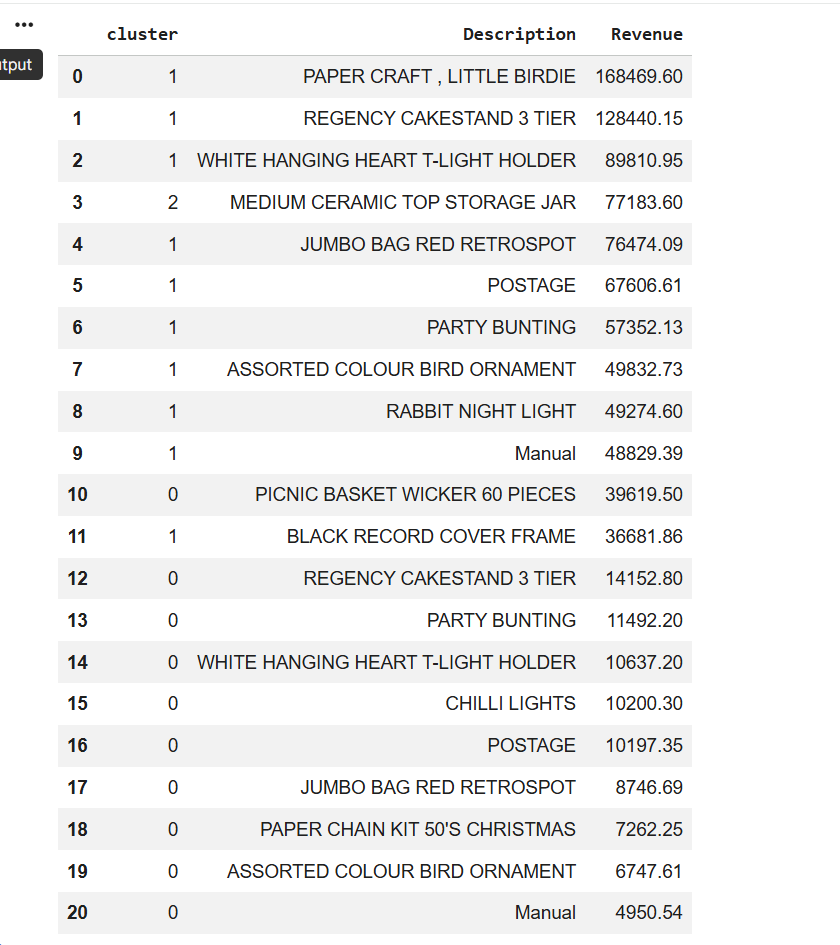 •••
tput
cluster Description Revenue
0 1 PAPER CRAFT , LITTLE BIRDIE 168469.60
1 1 REGENCY CAKESTAND 3 TIER 128440.15
2 1 WHITE HANGING HEART T-LIGHT HOLDER 89810.95
3 2 MEDIUM CERAMIC TOP STORAGE JAR 77183.60
4 1 JUMBO BAG RED RETROSPOT 76474.09
5 1 POSTAGE 67606.61
6 1 PARTY BUNTING 57352.13
7 1 ASSORTED COLOUR BIRD ORNAMENT 49832.73
8 1 RABBIT NIGHT LIGHT 49274.60
9 1 Manual 48829.39
10 0 PICNIC BASKET WICKER 60 PIECES 39619.50
11 1 BLACK RECORD COVER FRAME 36681.86
12 0 REGENCY CAKESTAND 3 TIER 14152.80
13 0 PARTY BUNTING 11492.20
14 0 WHITE HANGING HEART T-LIGHT HOLDER 10637.20
15 0 CHILLI LIGHTS 10200.30
16 0 POSTAGE 10197.35
17 0 JUMBO BAG RED RETROSPOT 8746.69
18 0 PAPER CHAIN KIT 50'S CHRISTMAS 7262.25
19 0 ASSORTED COLOUR BIRD ORNAMENT 6747.61
20 0 Manual 4950.54